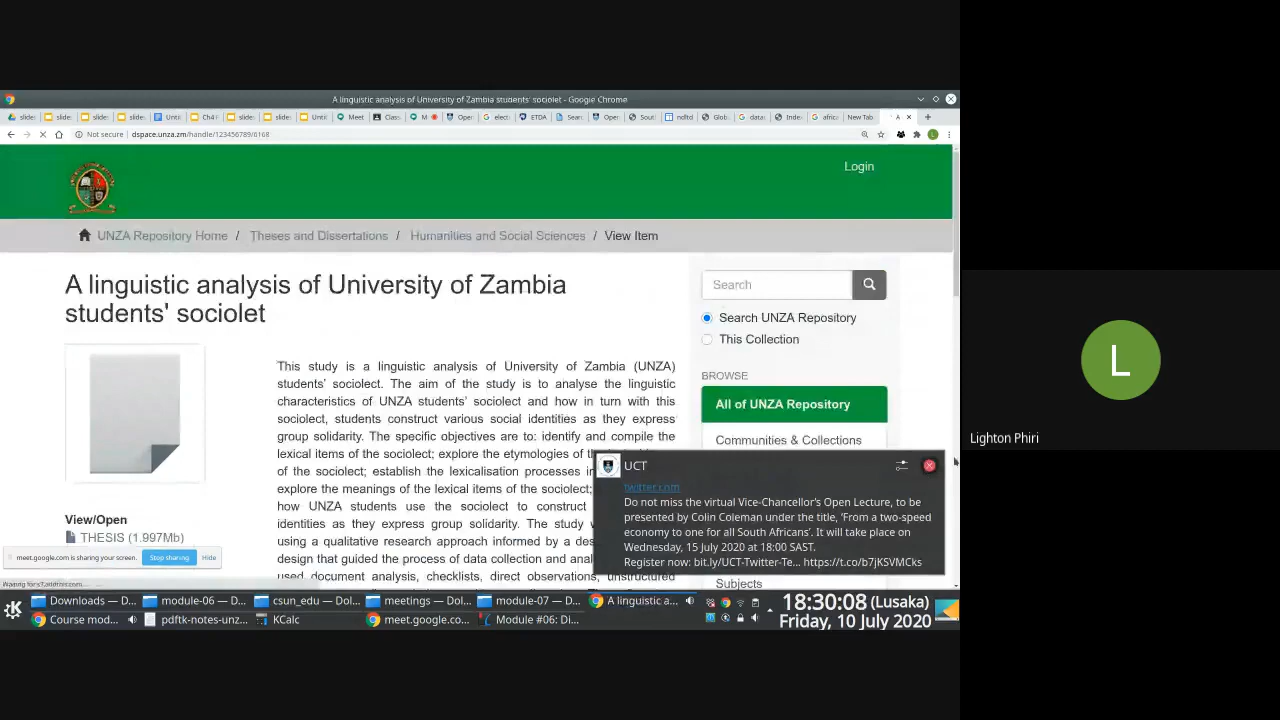 A linguistic analysis of University of Zambia students' sociolet - Google Chrome
Not secure | dspace.unza.zm/handle/123456789/6168
Login
UNZA Repository Home / Theses and Dissertations / Humanities and Social Sciences / View Item
A linguistic analysis of University of Zambia
students' sociolet
Search
Search UNZA Repository
This Collection
BROWSE
All of UNZA Repository
Communities & Collections
Subjects
This study is a linguistic analysis of University of Zambia (UNZA)
students' sociolect. The aim of the study is to analyse the linguistic
characteristics of UNZA students' sociolect and how in turn with this
sociolect, students construct various social identities as they express
group solidarity. The specific objectives are to: identify and compile the
lexical items of the sociolect; explore the etymologies of
of the sociolect; establish the lexicalisation processes
explore the meanings of the lexical items of the sociolect;
how UNZA students use the sociolect to construct
identities as they express group solidarity. The study
using a qualitative research approach informed by a
design that guided the process of data collection and
used document analysis, checklists, direct observations, unstructured
View/Open
THESIS (1.997Mb)
meet.google.com is sharing your screen. Stop sharing Hide
UCT
twitter.com
Do not miss the virtual Vice-Chancellor's Open Lecture, to be
presented by Colin Coleman under the title, 'From a two-speed
economy to one for all South Africans'. It will take place on
Wednesday, 15 July 2020 at 18:00 SAST.
Register now: bit.ly/UCT-Twitter-Te... https://t.co/b7jKSVMCks
Downloads — D... module-06 — D... csun_edu — Dol... meetings — Dol... module-07 — D... A linguistic a...
Course mod... pdftk-notes-unz... KCalc meet.google.co... Module #06: Di...
18:30:08 (Lusaka)
Friday, 10 July 2020
L
Lighton Phiri